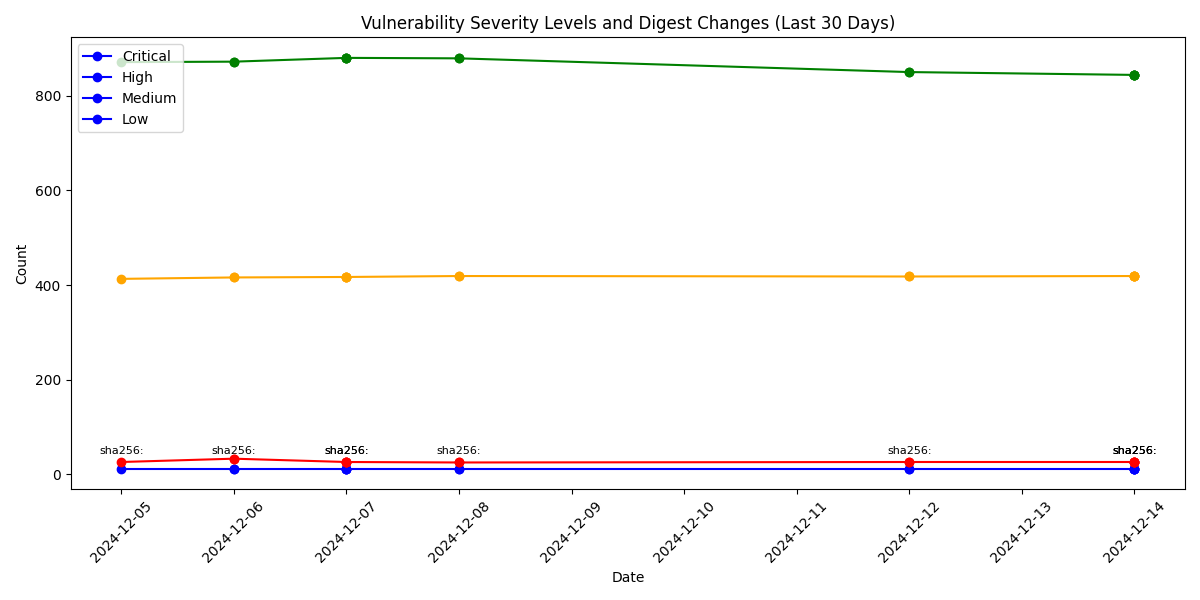 Vulnerability Severity Levels and Digest Changes (Last 30 Days)
Critical
High
Medium
Low
Count
800
600
400
200
0
sha256:
sha256:
sha256:
sha256:
sha256:
sha256:
2024-12-05
2024-12-06
2024-12-07
2024-12-08
2024-12-09
2024-12-10
2024-12-11
2024-12-12
2024-12-13
2024-12-14
Date